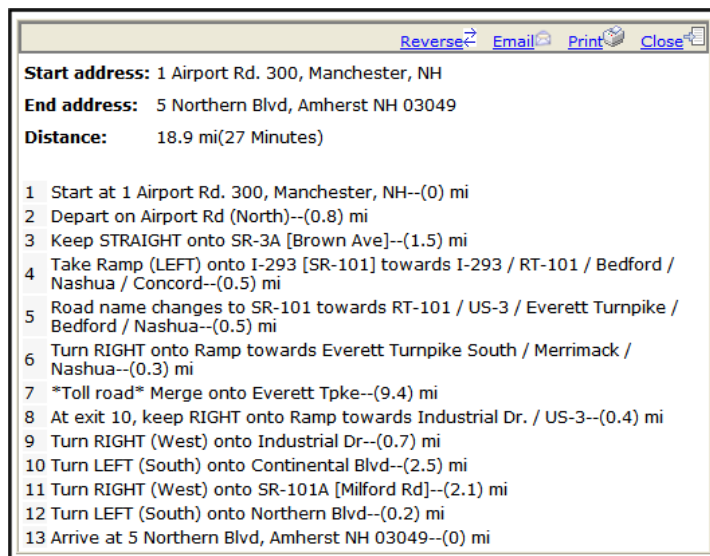 Reverse Email Print Close
Start address: 1 Airport Rd. 300, Manchester, NH
End address: 5 Northern Blvd, Amherst NH 03049
Distance: 18.9 mi(27 Minutes)
1 Start at 1 Airport Rd. 300, Manchester, NH--(0) mi
2 Depart on Airport Rd (North)--(0.8) mi
3 Keep STRAIGHT onto SR-3A [Brown Ave]--(1.5) mi
4 Take Ramp (LEFT) onto I-293 [SR-101] towards I-293 / RT-101 / Bedford /
Nashua / Concord--(0.5) mi
5 Road name changes to SR-101 towards RT-101 / US-3 / Everett Turnpike /
Bedford / Nashua--(0.5) mi
6 Turn RIGHT onto Ramp towards Everett Turnpike South / Merrimack /
Nashua--(0.3) mi
7 *Toll road* Merge onto Everett Tpke--(9.4) mi
8 At exit 10, keep RIGHT onto Ramp towards Industrial Dr. / US-3--(0.4) mi
9 Turn RIGHT (West) onto Industrial Dr--(0.7) mi
10 Turn LEFT (South) onto Continental Blvd--(2.5) mi
11 Turn RIGHT (West) onto SR-101A [Milford Rd]--(2.1) mi
12 Turn LEFT (South) onto Northern Blvd--(0.2) mi
13 Arrive at 5 Northern Blvd, Amherst NH 03049--(0) mi